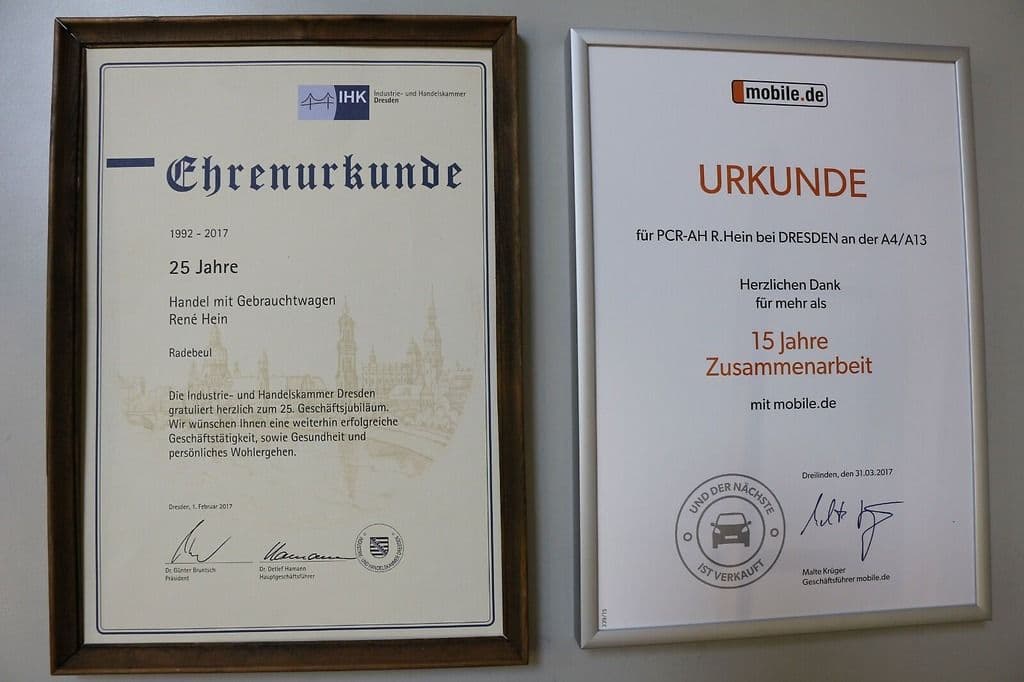 IHK
Industrie- und Handelskammer
Dresden
Ehrenurkunde
1992 - 2017
25 Jahre
Handel mit Gebrauchtwagen
René Hein
Radebeul
Die Industrie- und Handelskammer Dresden
gratuliert herzlich zum 25. Geschäftsjubiläum.
Wir wünschen Ihnen eine weiterhin erfolgreiche
Geschäftstätigkeit, sowie Gesundheit und
persönliches Wohlergehen.
Dresden, 1. Februar 2017
Dr. Günter Bruntsch
Präsident
Dr. Detlef Hamann
Hauptgeschäftsführer
INDUSTRIE- UND HANDELSKAMMER DRESDEN
mobile.de
URKUNDE
für PCR-AH R.Hein bei DRESDEN an der A4/A13
Herzlichen Dank
für mehr als
15 Jahre
Zusammenarbeit
mit mobile.de
Dreilinden, den 31.03.2017
UND DER NÄCHSTE
IST VERKAUFT
Malte Krüger
Geschäftsführer mobile.de